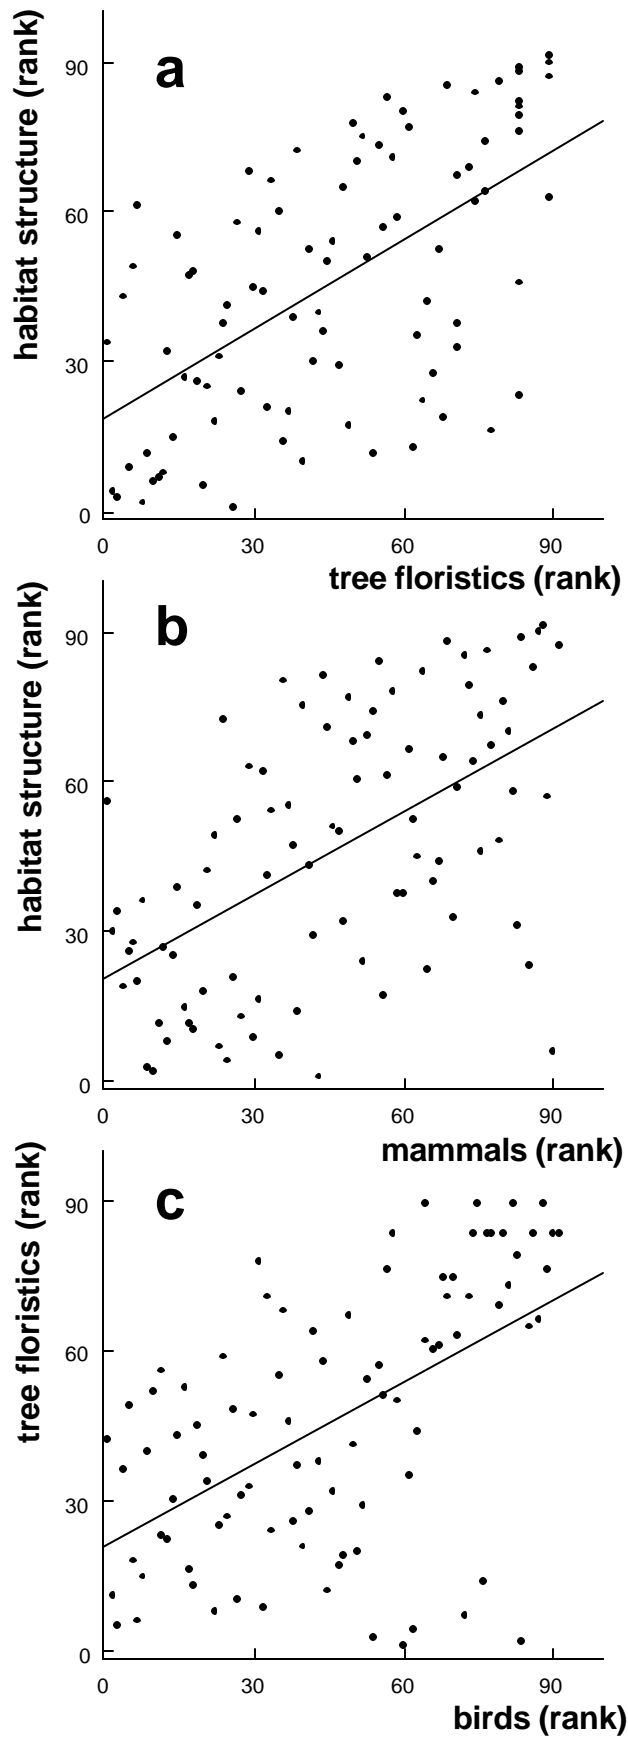 a
habitat structure (rank)
90
60
30
0
0 30 60 90
tree floristics (rank)
b
habitat structure (rank)
90
60
30
0
0 30 60 90
mammals (rank)
c
tree floristics (rank)
90
60
30
0
0 30 60 90
birds (rank)